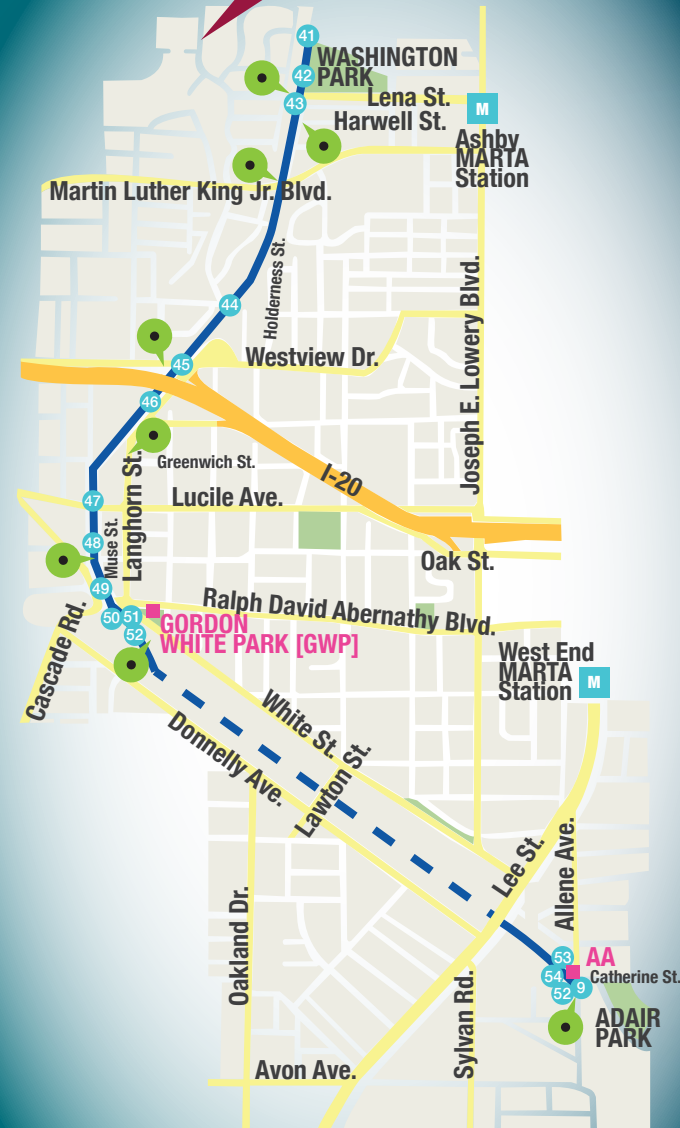 41
WASHINGTON
PARK
42
43
Lena St.
Harwell St.
M
Ashby
MARTA
Station
Martin Luther King Jr. Blvd.
Holderness St.
44
Joseph E. Lowery Blvd.
45
Westview Dr.
46
Greenwich St.
I-20
Langhorn St.
47
Lucile Ave.
48
Muse St.
Oak St.
49
Ralph David Abernathy Blvd.
50
51
52
GORDON
WHITE PARK [GWP]
Cascade Rd.
West End
MARTA
Station
M
White St.
Donnelly Ave.
Lawton St.
Lee St.
Allene Ave.
Oakland Dr.
53
AA
54
Catherine St.
52
9
Sylvan Rd.
ADAIR
PARK
Avon Ave.